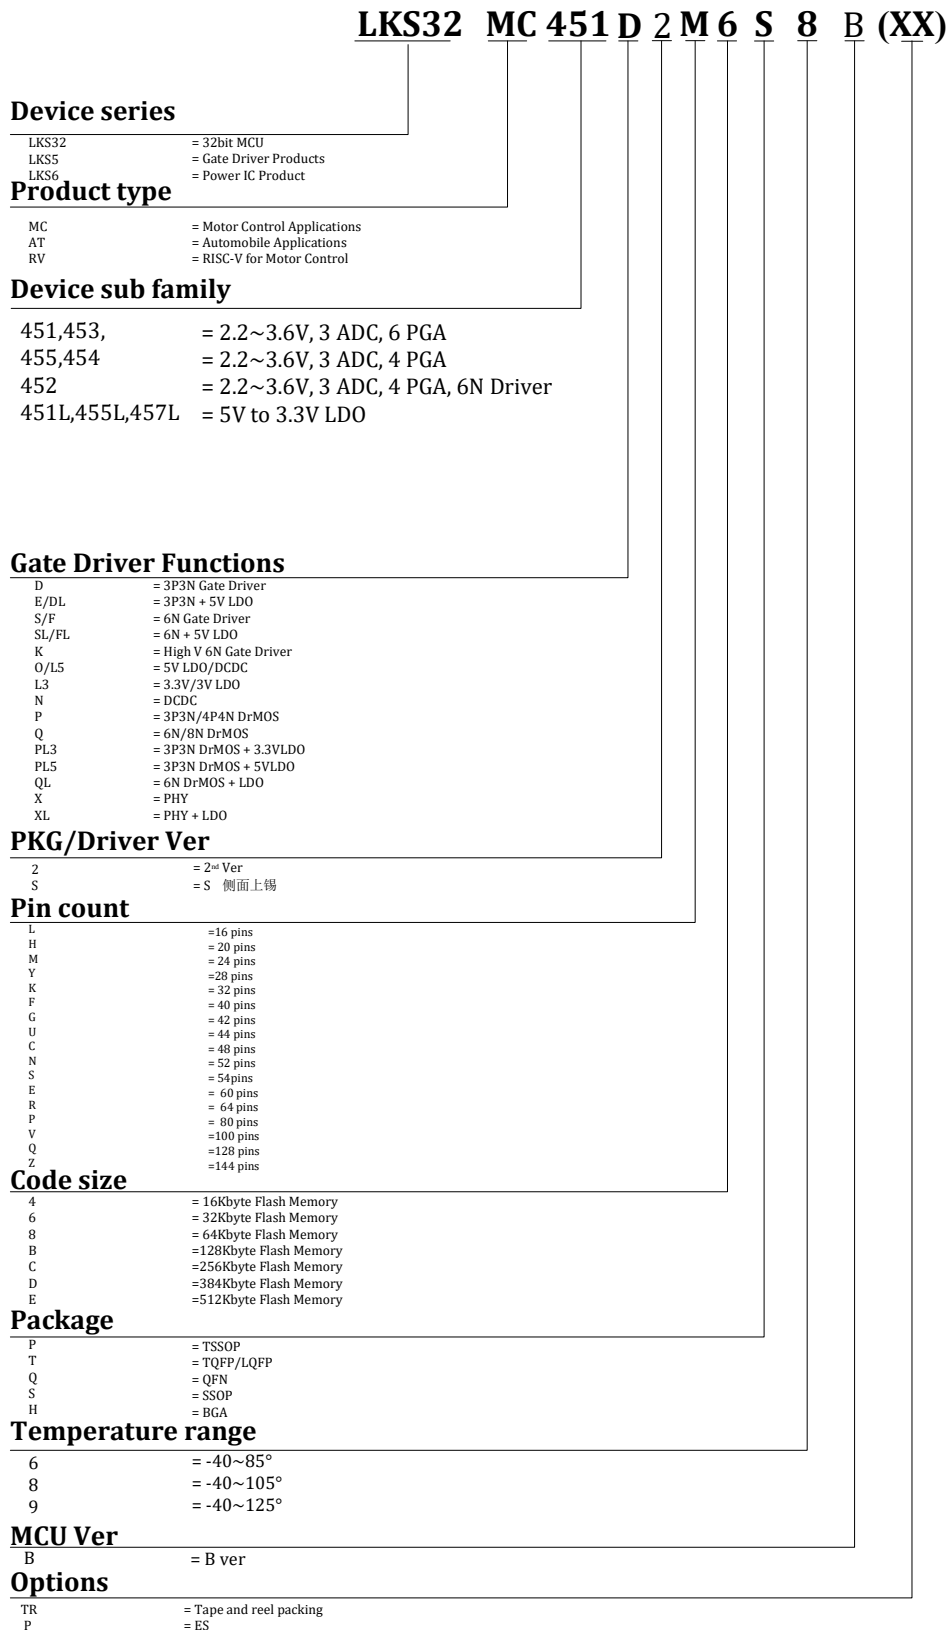 LKS32 MC 451 D 2 M 6 S 8 B (XX)
Device series
LKS32 = 32bit MCU
LKS5 = Gate Driver Products
LKS6 = Power IC Product
Product type
MC = Motor Control Applications
AT = Automobile Applications
RV = RISC-V for Motor Control
Device sub family
451,453, = 2.2~3.6V, 3 ADC, 6 PGA
455,454 = 2.2~3.6V, 3 ADC, 4 PGA
452 = 2.2~3.6V, 3 ADC, 4 PGA, 6N Driver
451L,455L,457L = 5V to 3.3V LDO
Gate Driver Functions
D = 3P3N Gate Driver
E/DL = 3P3N + 5V LDO
S/F = 6N Gate Driver
SL/FL = 6N + 5V LDO
K = High V 6N Gate Driver
O/L5 = 5V LDO/DCDC
L3 = 3.3V/3V LDO
N = DCDC
P = 3P3N/4P4N DrMOS
Q = 6N/8N DrMOS
PL3 = 3P3N DrMOS + 3.3VLDO
PL5 = 3P3N DrMOS + 5VLDO
QL = 6N DrMOS + LDO
X = PHY
XL = PHY + LDO
PKG/Driver Ver
2 = 2nd Ver
S = S 侧面上锡
Pin count
L =16 pins
H = 20 pins
M = 24 pins
Y =28 pins
K = 32 pins
F = 40 pins
G = 42 pins
U = 44 pins
C = 48 pins
N = 52 pins
S = 54pins
E = 60 pins
R = 64 pins
P = 80 pins
V =100 pins
Q =128 pins
Z =144 pins
Code size
4 = 16Kbyte Flash Memory
6 = 32Kbyte Flash Memory
8 = 64Kbyte Flash Memory
B =128Kbyte Flash Memory
C =256Kbyte Flash Memory
D =384Kbyte Flash Memory
E =512Kbyte Flash Memory
Package
P = TSSOP
T = TQFP/LQFP
Q = QFN
S = SSOP
H = BGA
Temperature range
6 = -40~85°
8 = -40~105°
9 = -40~125°
MCU Ver
B = B ver
Options
TR = Tape and reel packing
P = ES